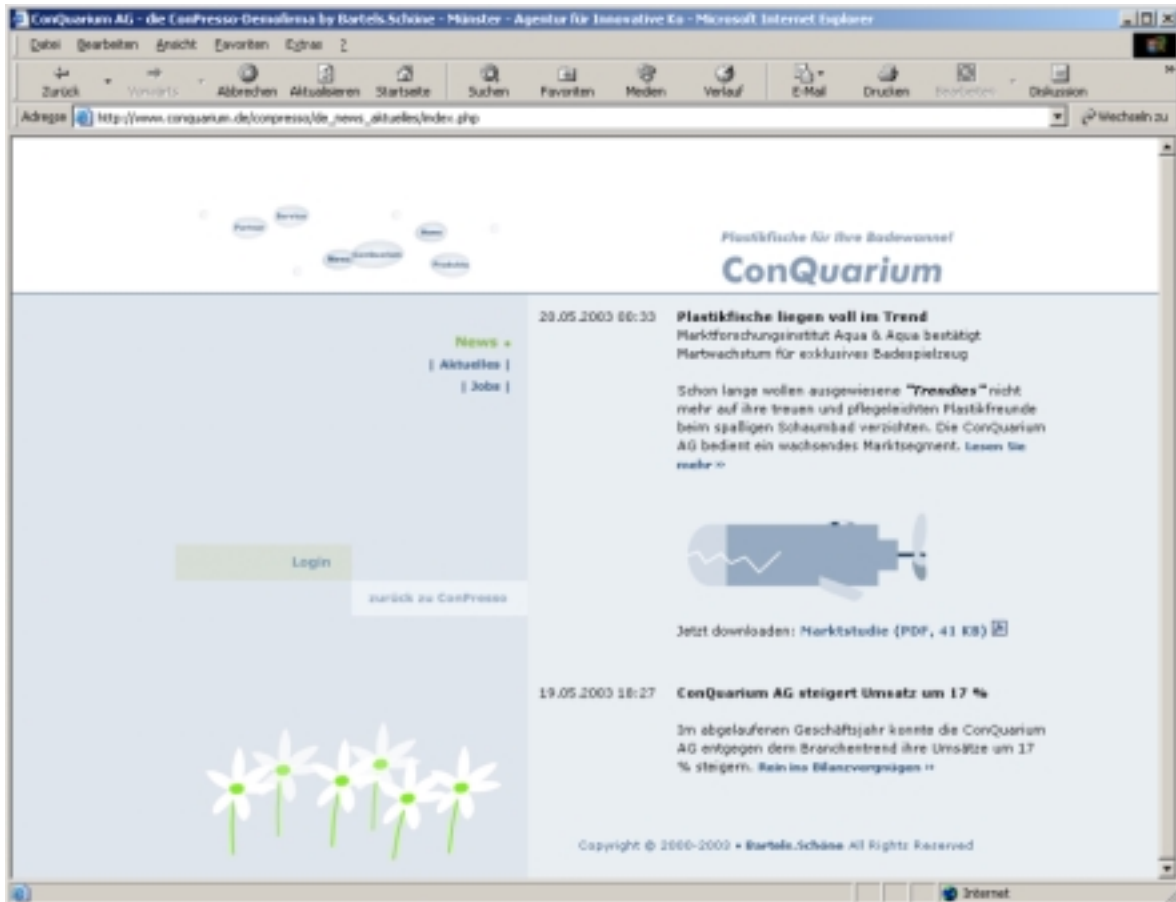 ConQuarium AG - die ConPresso-Demofirma by Bartels.Schöne - Münster - Agentur für Innovative Ko - Microsoft Internet Explorer
Datei Bearbeiten Ansicht Favoriten Extras ?
Zurück Vorwärts Abbrechen Aktualisieren Startseite Suchen Favoriten Medien Verlauf E-Mail Drucken Bearbeiten Diskussion
Adresse http://www.conquarium.de/conpresso/de_news_aktuelles/index.php Wechseln zu
Partner Service
News ConQuarium Home Produkte
Plastikfische für Ihre Badewanne!
ConQuarium
News
| Aktuelles |
| Jobs |
Login
zurück zu ConPresso
20.05.2003 00:33 Plastikfische liegen voll im Trend
Marktforschungsinstitut Aqua & Aqua bestätigt
Martwachstum für exklusives Badespielzeug
Schon lange wollen ausgewiesene "Trendies" nicht
mehr auf ihre treuen und pflegeleichten Plastikfreunde
beim spaßigen Schaumbad verzichten. Die ConQuarium
AG bedient ein wachsendes Marktsegment. Lesen Sie
mehr »
Jetzt downloaden: Marktstudie (PDF, 41 KB)
19.05.2003 18:27 ConQuarium AG steigert Umsatz um 17 %
Im abgelaufenen Geschäftsjahr konnte die ConQuarium
AG entgegen dem Branchentrend ihre Umsätze um 17
% steigern. Rein ins Bilanzvergnügen »
Copyright © 2000-2003 • Bartels.Schöne All Rights Reserved
Internet